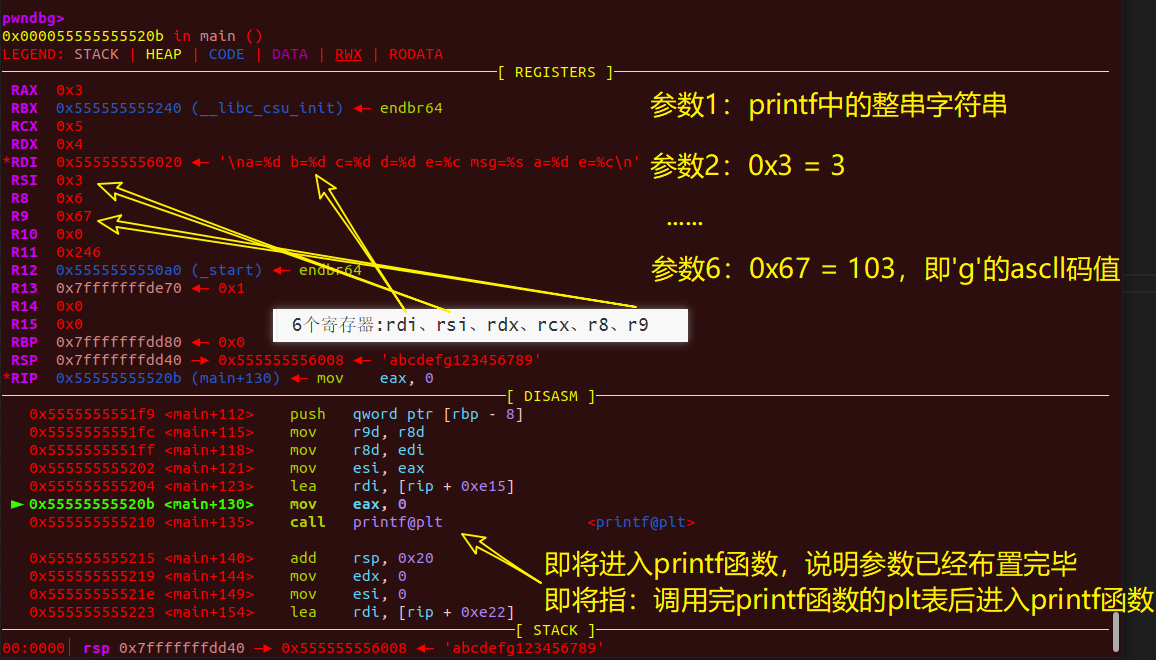 pwndbg>
0x000055555555520b in main ()
LEGEND: STACK | HEAP | CODE | DATA | RWX | RODATA
[ REGISTERS ]
RAX 0x3
RBX 0x555555555240 (__libc_csu_init) ◂— endbr64
RCX 0x5
RDX 0x4
*RDI 0x555555556020 ◂— '\na=%d b=%d c=%d d=%d e=%c msg=%s a=%d e=%c\n'
RSI 0x3
R8 0x6
R9 0x67
R10 0x0
R11 0x246
R12 0x5555555550a0 (_start) ◂— endbr64
R13 0x7fffffffde70 ◂— 0x1
R14 0x0
R15 0x0
RBP 0x7fffffffdd80 ◂— 0x0
RSP 0x7fffffffdd40 —▸ 0x555555556008 ◂— 'abcdefg123456789'
*RIP 0x55555555520b (main+130) ◂— mov eax, 0
参数1：printf中的整串字符串
参数2：0x3 = 3
......
参数6：0x67 = 103，即'g'的ascll码值
6个寄存器:rdi、rsi、rdx、rcx、r8、r9
[ DISASM ]
0x5555555551f9 <main+112> push qword ptr [rbp - 8]
0x5555555551fc <main+115> mov r9d, r8d
0x5555555551ff <main+118> mov r8d, edi
0x555555555202 <main+121> mov esi, eax
0x555555555204 <main+123> lea rdi, [rip + 0xe15]
► 0x55555555520b <main+130> mov eax, 0
0x555555555210 <main+135> call printf@plt <printf@plt>
0x555555555215 <main+140> add rsp, 0x20
0x555555555219 <main+144> mov edx, 0
0x55555555521e <main+149> mov esi, 0
0x555555555223 <main+154> lea rdi, [rip + 0xe22]
即将进入printf函数，说明参数已经布置完毕
即将指：调用完printf函数的plt表后进入printf函数
[ STACK ]
00:0000│ rsp 0x7fffffffdd40 —▸ 0x555555556008 ◂— 'abcdefg123456789'